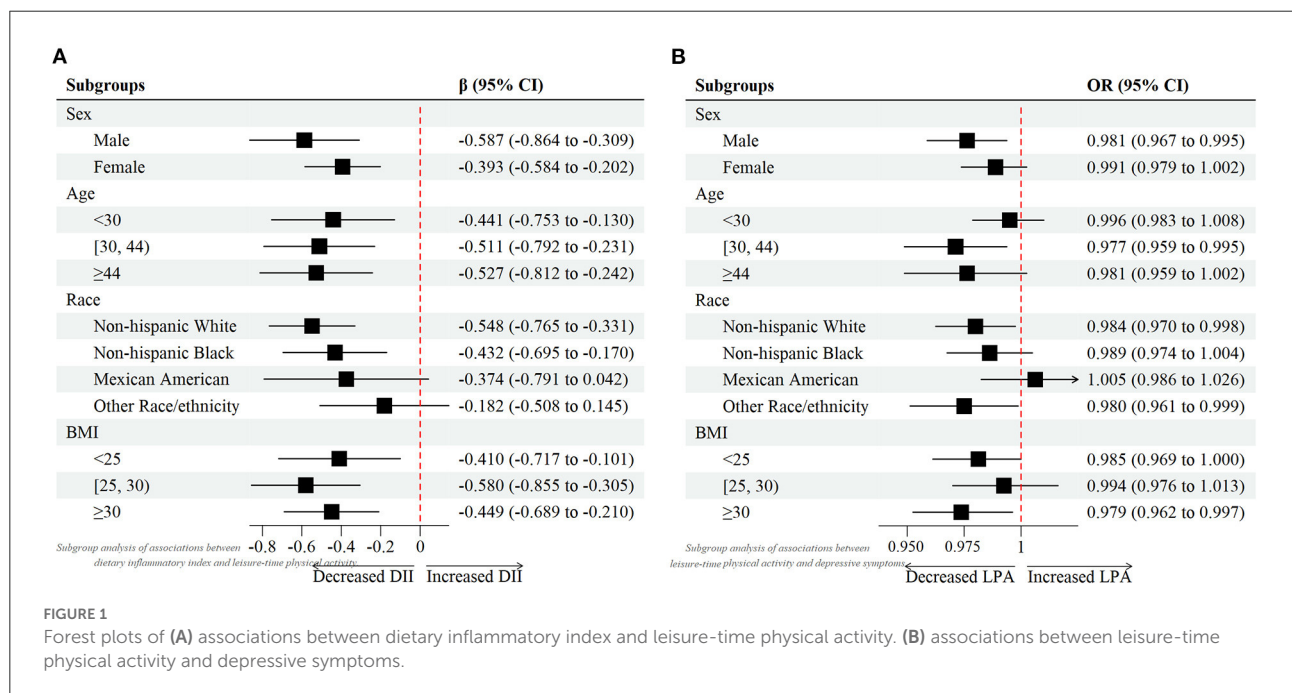 A
Subgroups β (95% CI)
Sex
Male -0.587 (-0.864 to -0.309)
Female -0.393 (-0.584 to -0.202)
Age
<30 -0.441 (-0.753 to -0.130)
[30, 44) -0.511 (-0.792 to -0.231)
≥44 -0.527 (-0.812 to -0.242)
Race
Non-hispanic White -0.548 (-0.765 to -0.331)
Non-hispanic Black -0.432 (-0.695 to -0.170)
Mexican American -0.374 (-0.791 to 0.042)
Other Race/ethnicity -0.182 (-0.508 to 0.145)
BMI
<25 -0.410 (-0.717 to -0.101)
[25, 30) -0.580 (-0.855 to -0.305)
≥30 -0.449 (-0.689 to -0.210)
-0.8 -0.6 -0.4 -0.2 0
Subgroup analysis of associations between
dietary inflammatory index and leisure-time physical activity.
Decreased DII Increased DII
B
Subgroups OR (95% CI)
Sex
Male 0.981 (0.967 to 0.995)
Female 0.991 (0.979 to 1.002)
Age
<30 0.996 (0.983 to 1.008)
[30, 44) 0.977 (0.959 to 0.995)
≥44 0.981 (0.959 to 1.002)
Race
Non-hispanic White 0.984 (0.970 to 0.998)
Non-hispanic Black 0.989 (0.974 to 1.004)
Mexican American 1.005 (0.986 to 1.026)
Other Race/ethnicity 0.980 (0.961 to 0.999)
BMI
<25 0.985 (0.969 to 1.000)
[25, 30) 0.994 (0.976 to 1.013)
≥30 0.979 (0.962 to 0.997)
0.950 0.975 1
Subgroup analysis of associations between
leisure-time physical activity and depressive symptoms.
Decreased LPA Increased LPA
FIGURE 1
Forest plots of (A) associations between dietary inflammatory index and leisure-time physical activity. (B) associations between leisure-time
physical activity and depressive symptoms.